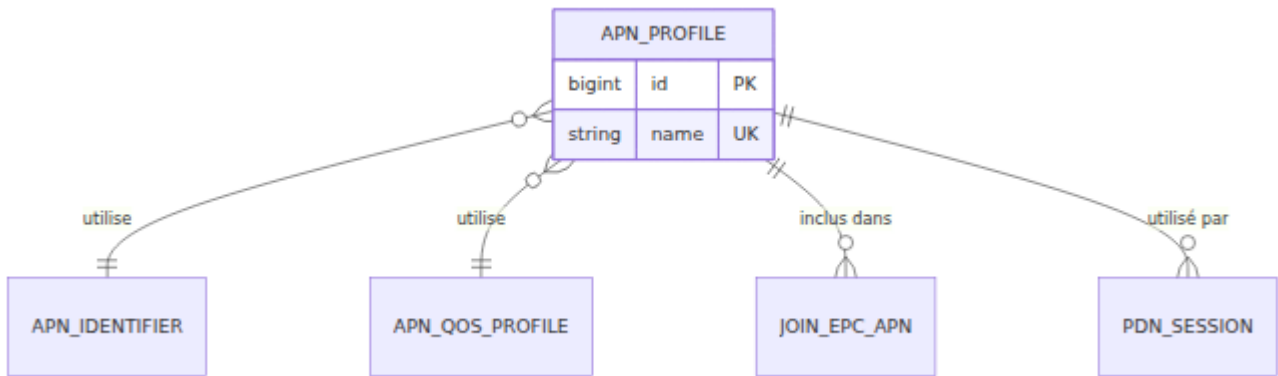 APN_PROFILE
bigint id PK
string name UK
utilise utilise inclus dans utilisé par
APN_IDENTIFIER APN_QOS_PROFILE JOIN_EPC_APN PDN_SESSION